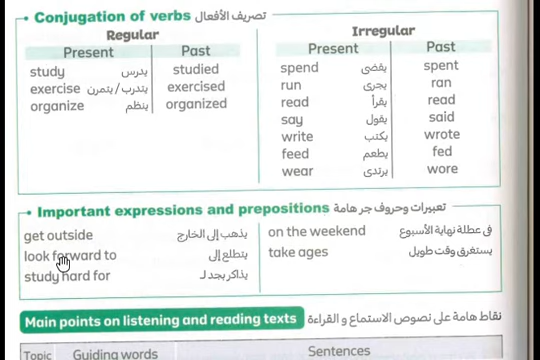 Conjugation of verbs تصريف الأفعال
Regular
Present Past
study يدرس studied
exercise يتدرب / يتمرن exercised
organize ينظم organized
Irregular
Present Past
spend يقضى spent
run يجرى ran
read يقرأ read
say يقول said
write يكتب wrote
feed يطعم fed
wear يرتدى wore
Important expressions and prepositions تعبيرات وحروف جر هامة
get outside يذهب إلى الخارج
look forward to يتطلع إلى
study hard for يذاكر بجد لـ
on the weekend فى عطلة نهاية الأسبوع
take ages يستغرق وقت طويل
Main points on listening and reading texts نقاط هامة على نصوص الاستماع و القراءة
Topic Guiding words Sentences